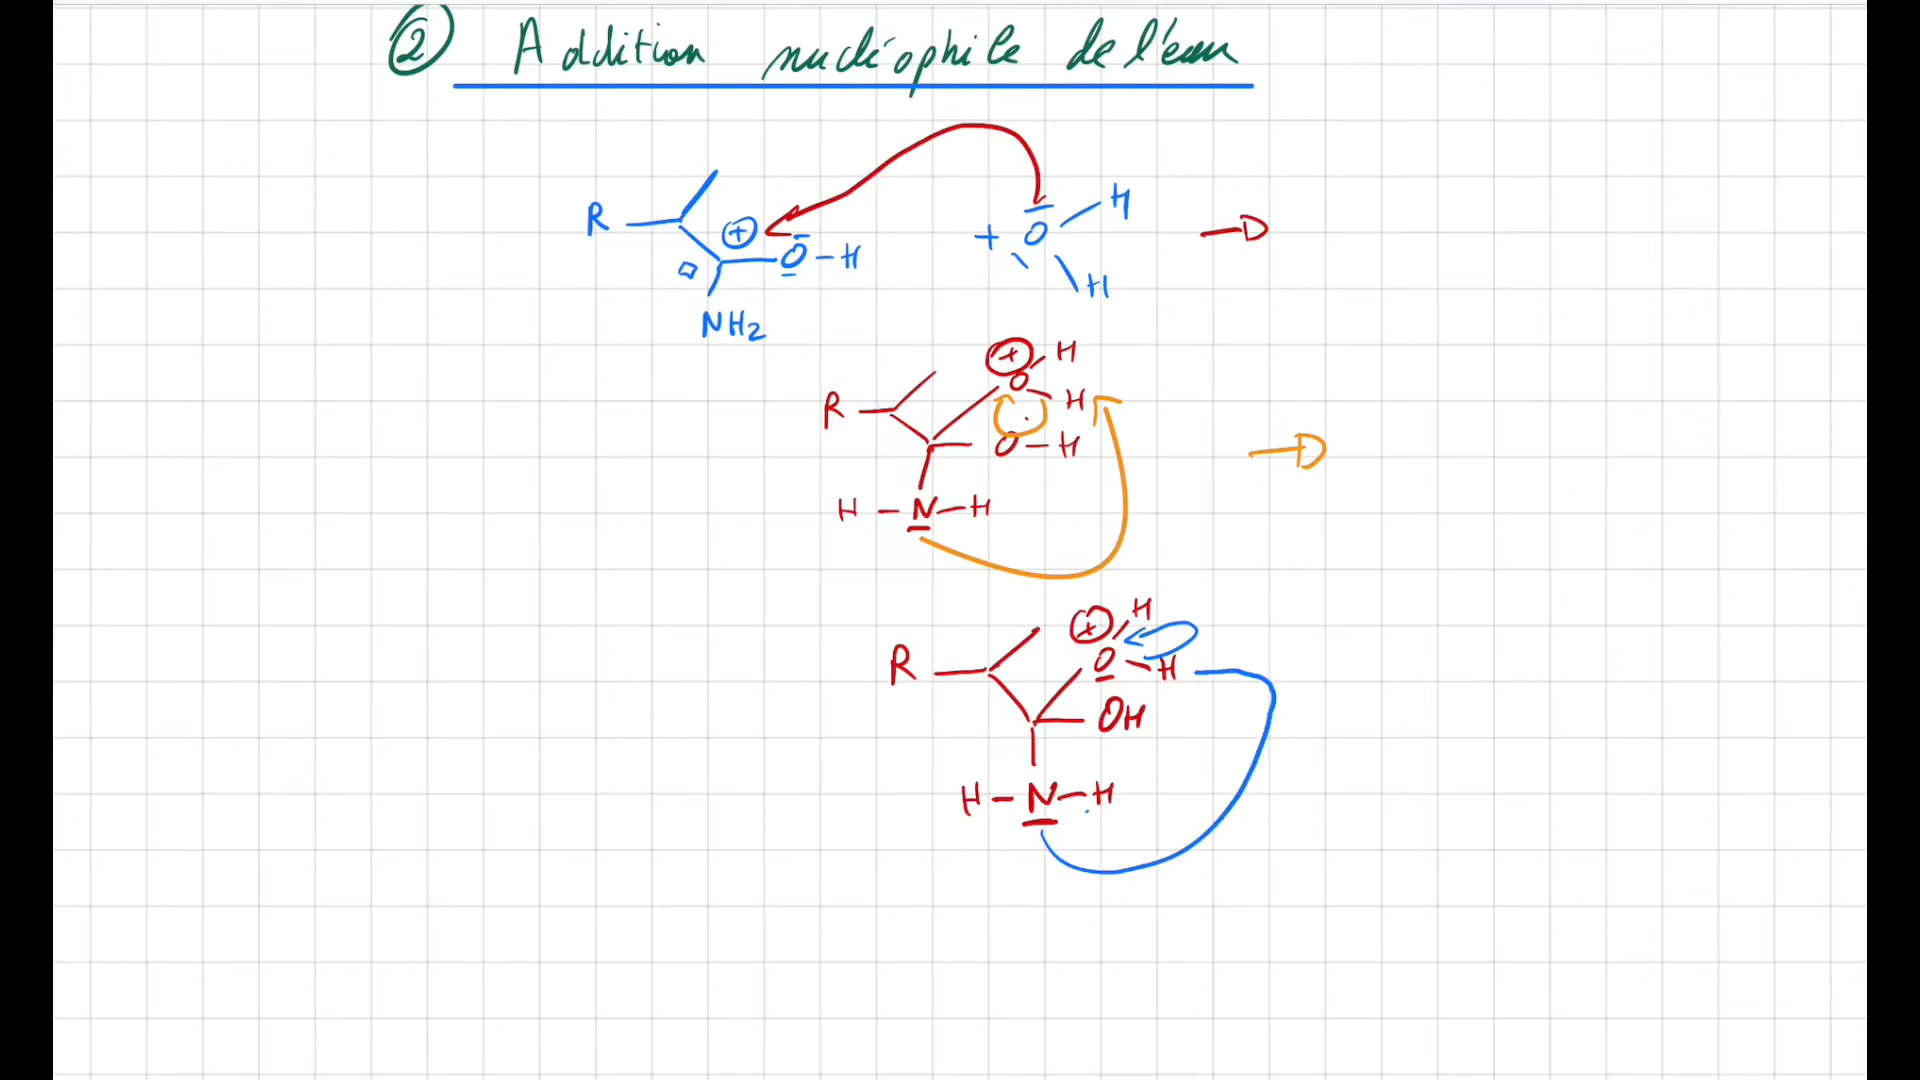 ② Addition nucléophile de l'eau
R ⊕ O - H + O H H
NH2
⊕ H
O
R H
O - H
H - N - H
⊕ H
R O - H
OH
H - N - H